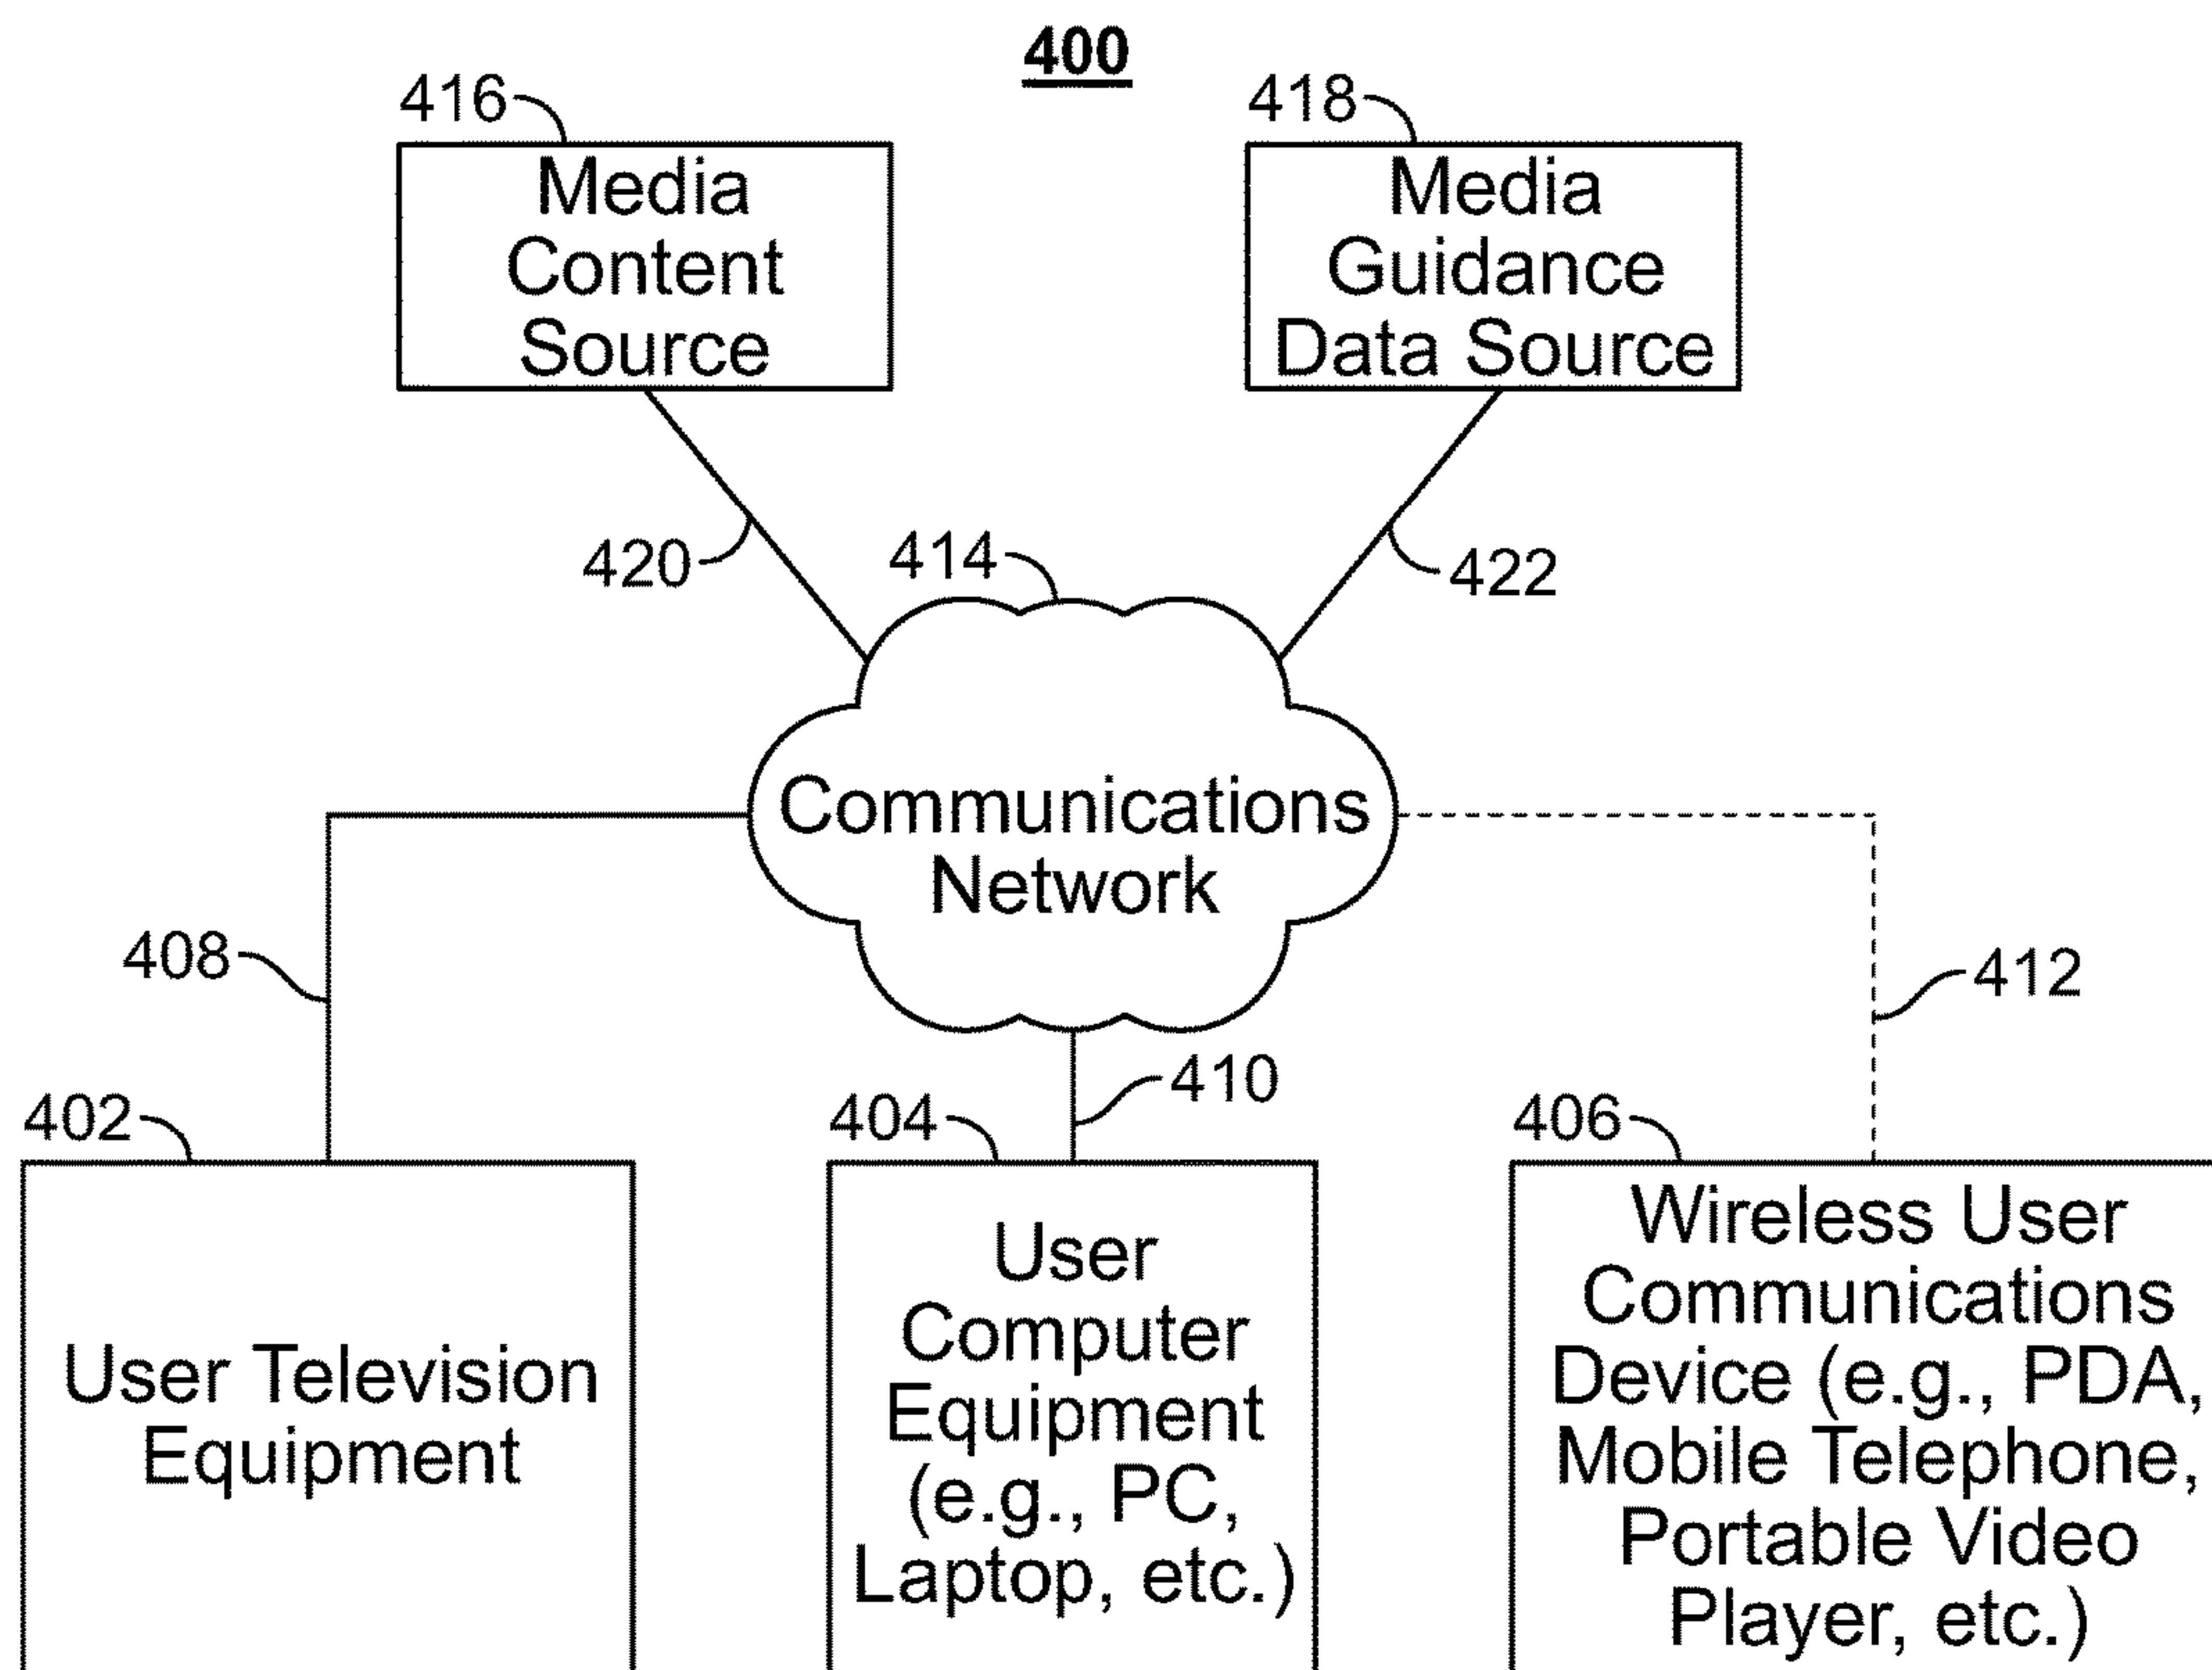 400
416
418
Media
Content
Source
Media
Guidance
Data Source
420
414
422
Communications
Network
408
412
410
402
404
406
User Television
Equipment
User
Computer
Equipment
(e.g., PC,
Laptop, etc.)
Wireless User
Communications
Device (e.g., PDA,
Mobile Telephone,
Portable Video
Player, etc.)